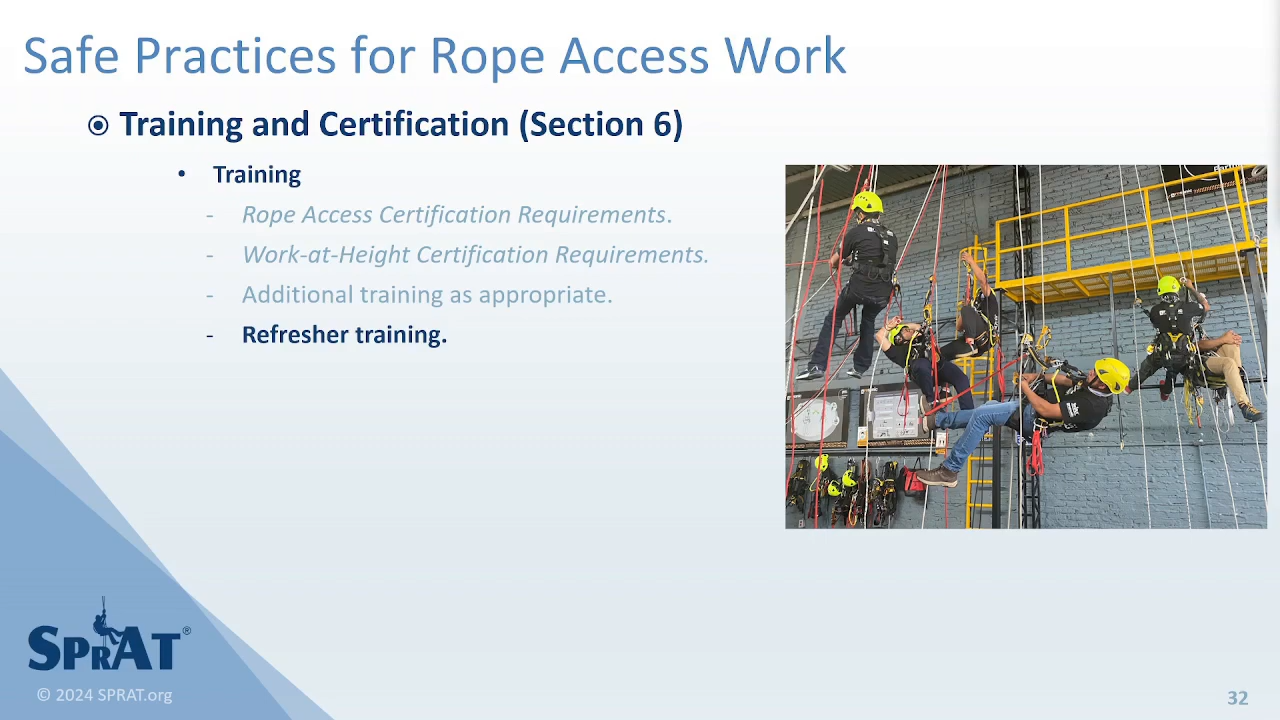 Safe Practices for Rope Access Work
Training and Certification (Section 6)
• Training
- Rope Access Certification Requirements.
- Work-at-Height Certification Requirements.
- Additional training as appropriate.
- Refresher training.
SPRAT®
© 2024 SPRAT.org
32